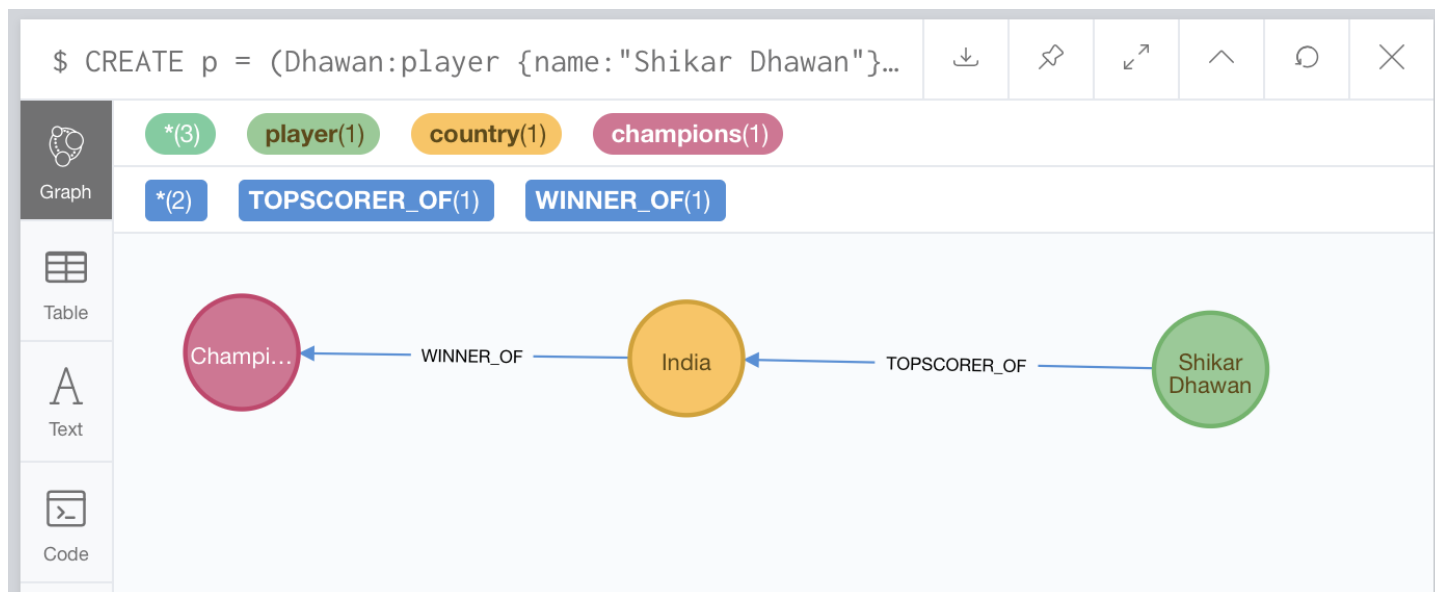 $ CREATE p = (Dhawan:player {name:"Shikar Dhawan"}…
*(3) player(1) country(1) champions(1)
Graph
*(2) TOPSCORER_OF(1) WINNER_OF(1)
Table
Champi…
WINNER_OF
India
TOPSCORER_OF
Shikar
Dhawan
A
Text
>_
Code